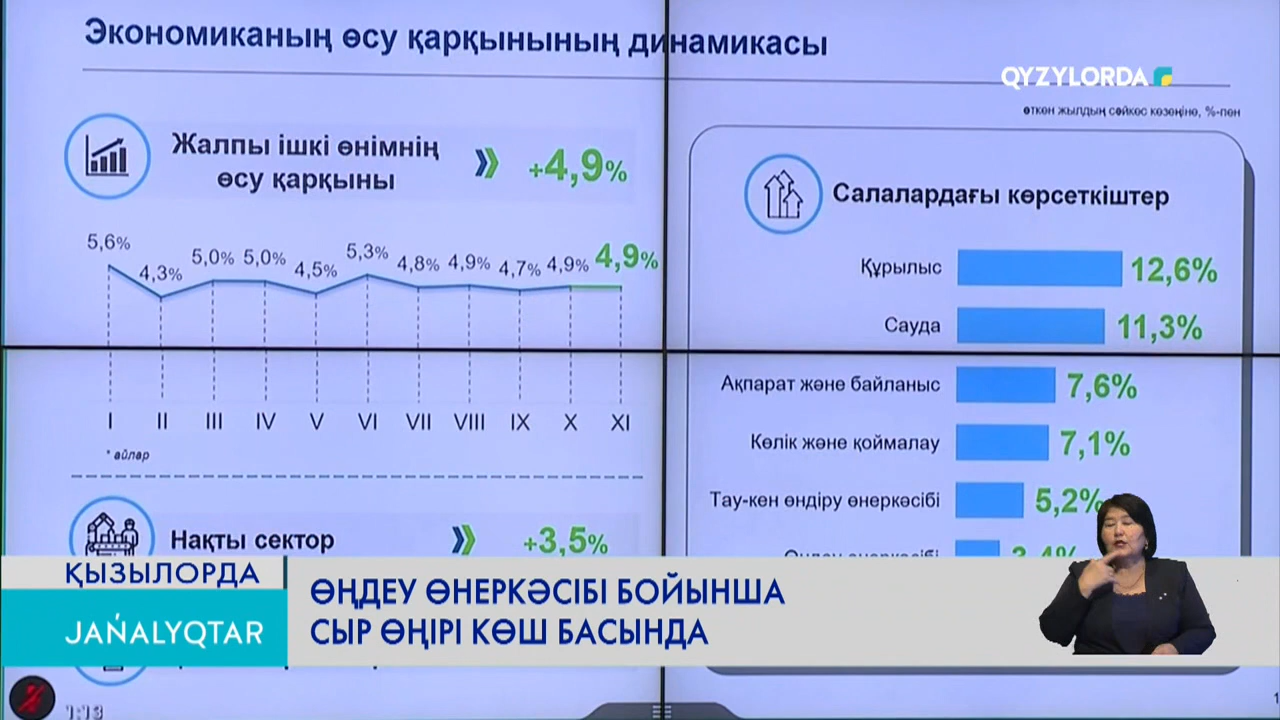 Экономиканың өсу қарқынының динамикасы
QYZYLORDA
өткен жылдың сәйкес кезеңіне, %-пен
Жалпы ішкі өнімнің
өсу қарқыны
+4,9%
5,6% 4,3% 5,0% 5,0% 4,5% 5,3% 4,8% 4,9% 4,7% 4,9% 4,9%
I II III IV V VI VII VIII IX X XI
* айлар
Нақты сектор +3,5%
Салалардағы көрсеткіштер
Құрылыс 12,6%
Сауда 11,3%
Ақпарат және байланыс 7,6%
Көлік және қоймалау 7,1%
Тау-кен өндіру өнеркәсібі 5,2%
ҚЫЗЫЛОРДА
JAŃALYQTAR
ӨҢДЕУ ӨНЕРКӘСІБІ БОЙЫНША
СЫР ӨҢІРІ КӨШ БАСЫНДА
1:13